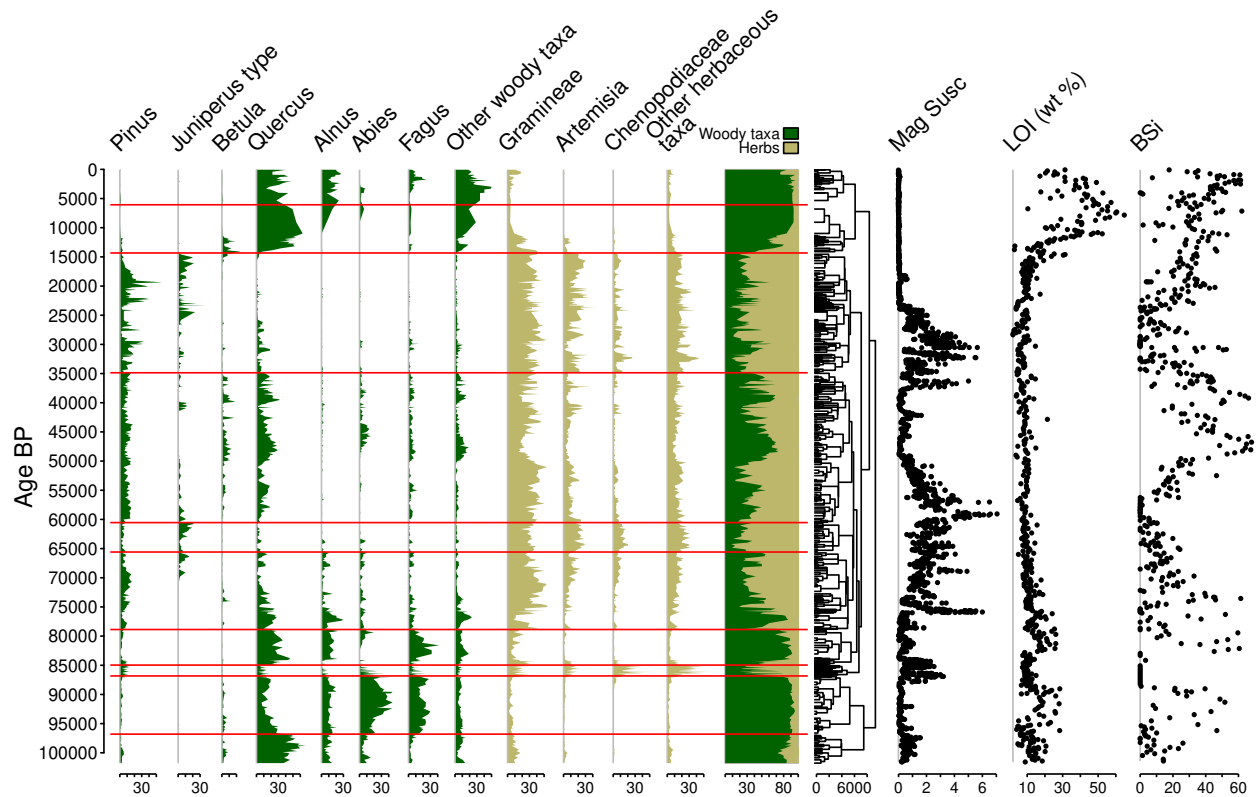 Pinus
Juniperus type
Betula
Quercus
Alnus
Abies
Fagus
Other woody taxa
Gramineae
Artemisia
Chenopodiaceae
Other herbaceous
taxa
Woody taxa
Herbs
Mag Susc
LOI (wt %)
BSi
Age BP
0
5000
10000
15000
20000
25000
30000
35000
40000
45000
50000
55000
60000
65000
70000
75000
80000
85000
90000
95000
100000
30 30 30 30 30 30 30 30 30 30 30 80 0 6000 0 2 4 6 10 30 50 0 20 40 60